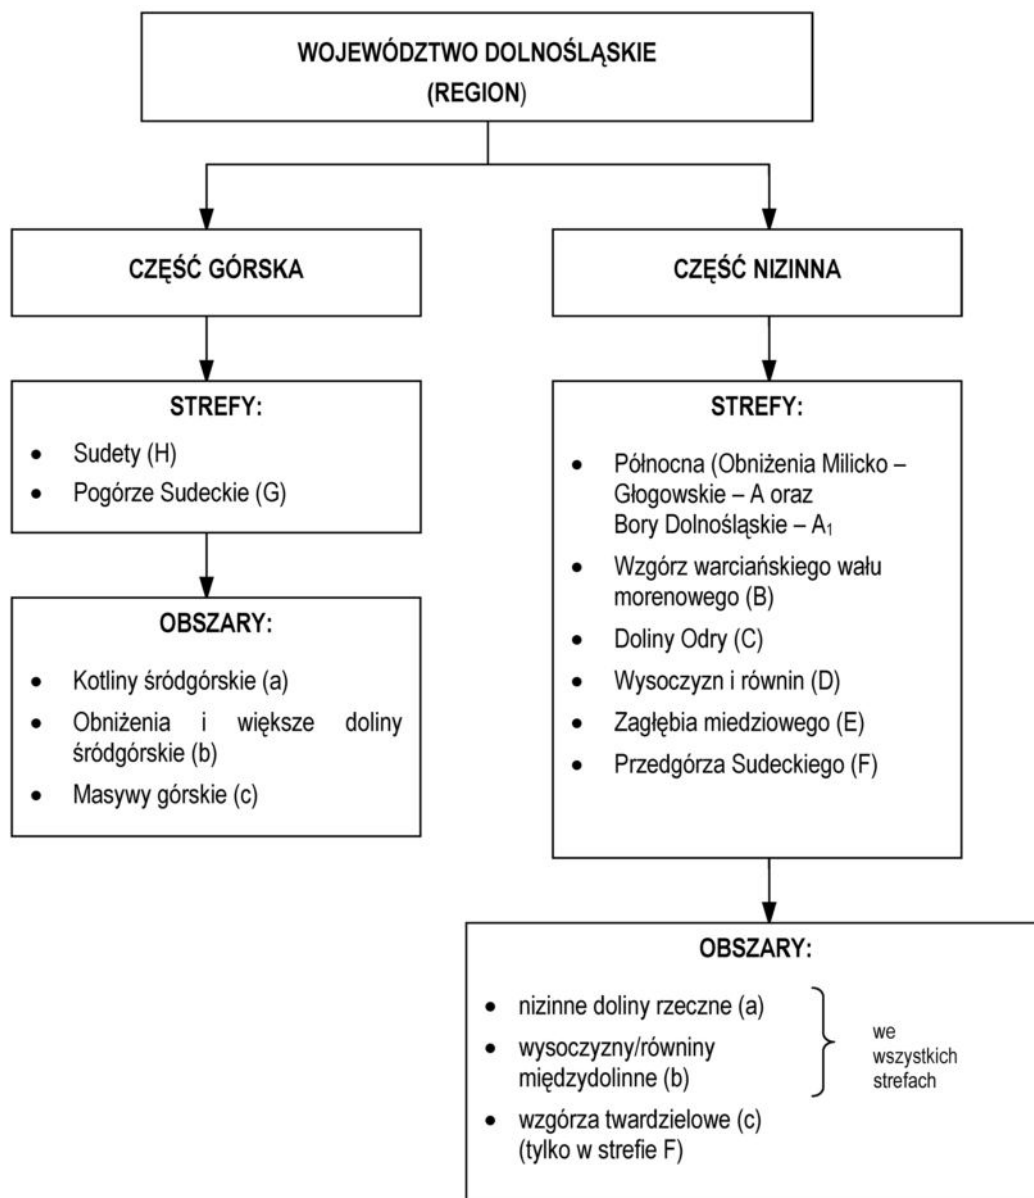 WOJEWÓDZTWO DOLNOŚLĄSKIE
(REGION)
CZĘŚĆ GÓRSKA
STREFY:
• Sudety (H)
• Pogórze Sudeckie (G)
OBSZARY:
• Kotliny śródgórskie (a)
• Obniżenia i większe doliny
śródgórskie (b)
• Masywy górskie (c)
CZĘŚĆ NIZINNA
STREFY:
• Północna (Obniżenia Milicko –
Głogowskie – A oraz
Bory Dolnośląskie – A₁
• Wzgórz warciańskiego wału
morenowego (B)
• Doliny Odry (C)
• Wysoczyzn i równin (D)
• Zagłębia miedziowego (E)
• Przedgórza Sudeckiego (F)
OBSZARY:
• nizinne doliny rzeczne (a)
• wysoczyzny/równiny
międzydolinne (b)
we
wszystkich
strefach
• wzgórza twardzielowe (c)
(tylko w strefie F)